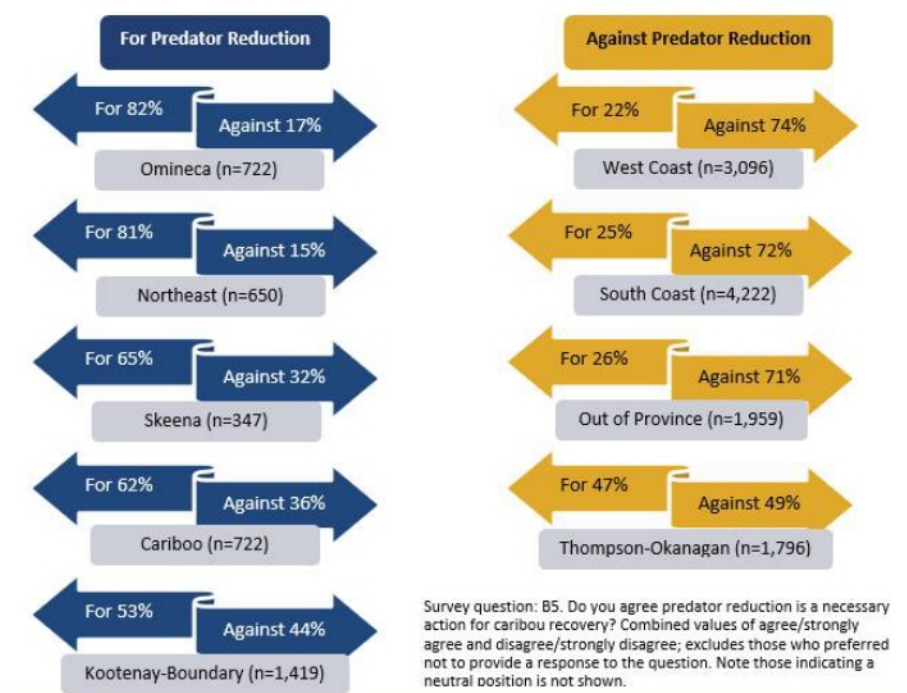 For Predator Reduction
For 82%
Against 17%
Omineca (n=722)
For 81%
Against 15%
Northeast (n=650)
For 65%
Against 32%
Skeena (n=347)
For 62%
Against 36%
Cariboo (n=722)
For 53%
Against 44%
Kootenay-Boundary (n=1,419)
Against Predator Reduction
For 22%
Against 74%
West Coast (n=3,096)
For 25%
Against 72%
South Coast (n=4,222)
For 26%
Against 71%
Out of Province (n=1,959)
For 47%
Against 49%
Thompson-Okanagan (n=1,796)
Survey question: B5. Do you agree predator reduction is a necessary
action for caribou recovery? Combined values of agree/strongly
agree and disagree/strongly disagree; excludes those who preferred
not to provide a response to the question. Note those indicating a
neutral position is not shown.